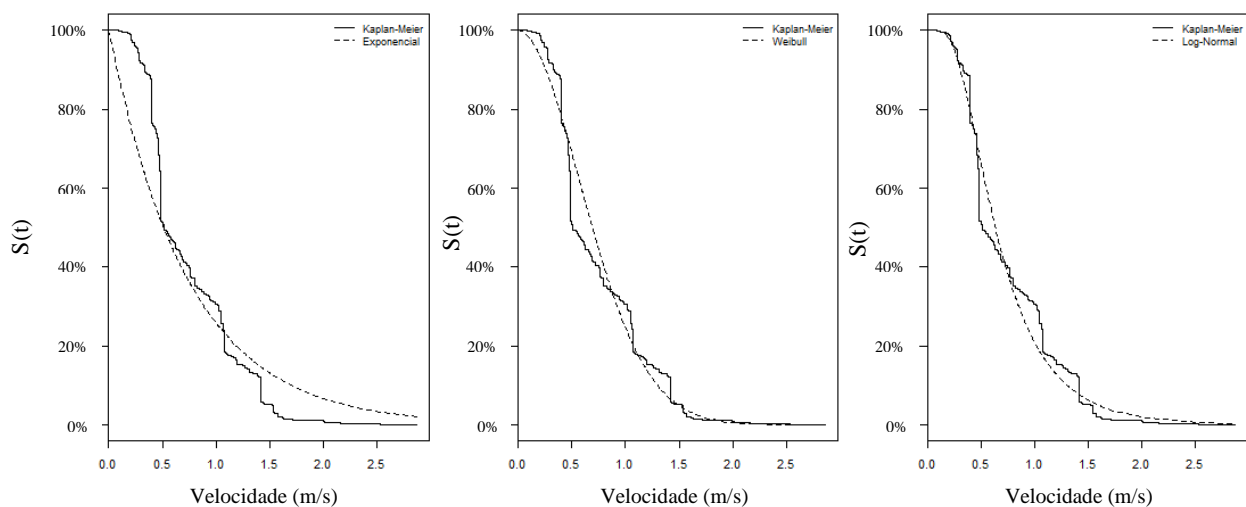 Kaplan-Meier
Exponencial
100%
80%
60%
40%
20%
0%
S(t)
0.0 0.5 1.0 1.5 2.0 2.5
Velocidade (m/s)
Kaplan-Meier
Weibull
100%
80%
60%
40%
20%
0%
S(t)
0.0 0.5 1.0 1.5 2.0 2.5
Velocidade (m/s)
Kaplan-Meier
Log-Normal
100%
80%
60%
40%
20%
0%
S(t)
0.0 0.5 1.0 1.5 2.0 2.5
Velocidade (m/s)